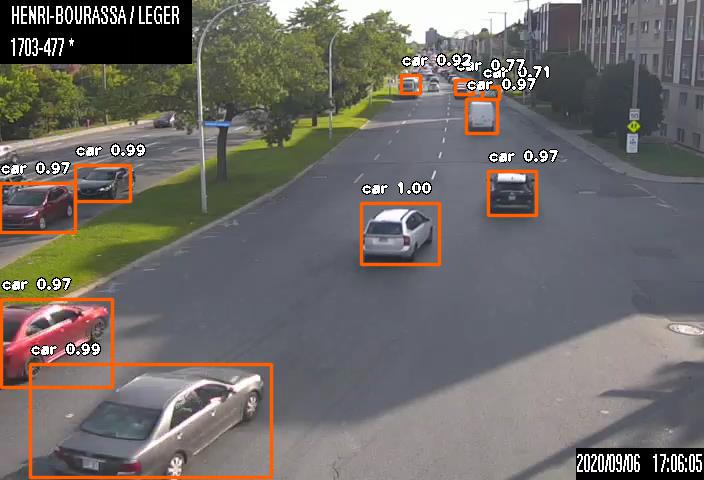 HENRI-BOURASSA / LEGER
1703-477 *
car 0.92
car 0.77
car 0.71
car 0.97
car 0.99
car 0.97
car 0.97
car 1.00
car 0.97
car 0.99
2020/09/06 17:06:05